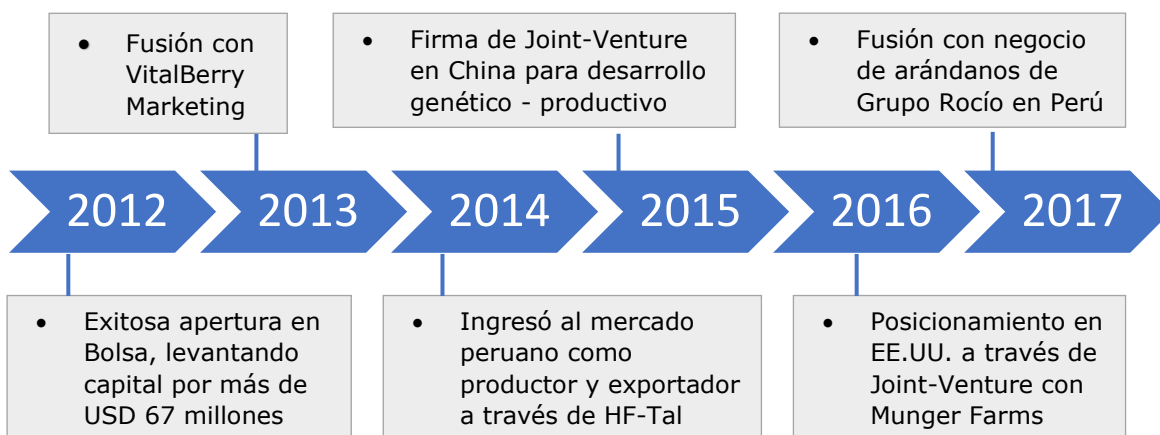 • Fusión con
VitalBerry
Marketing
• Firma de Joint-Venture
en China para desarrollo
genético - productivo
• Fusión con negocio
de arándanos de
Grupo Rocío en Perú
2012
2013
2014
2015
2016
2017
• Exitosa apertura en
Bolsa, levantando
capital por más de
USD 67 millones
• Ingresó al mercado
peruano como
productor y exportador
a través de HF-Tal
• Posicionamiento en
EE.UU. a través de
Joint-Venture con
Munger Farms